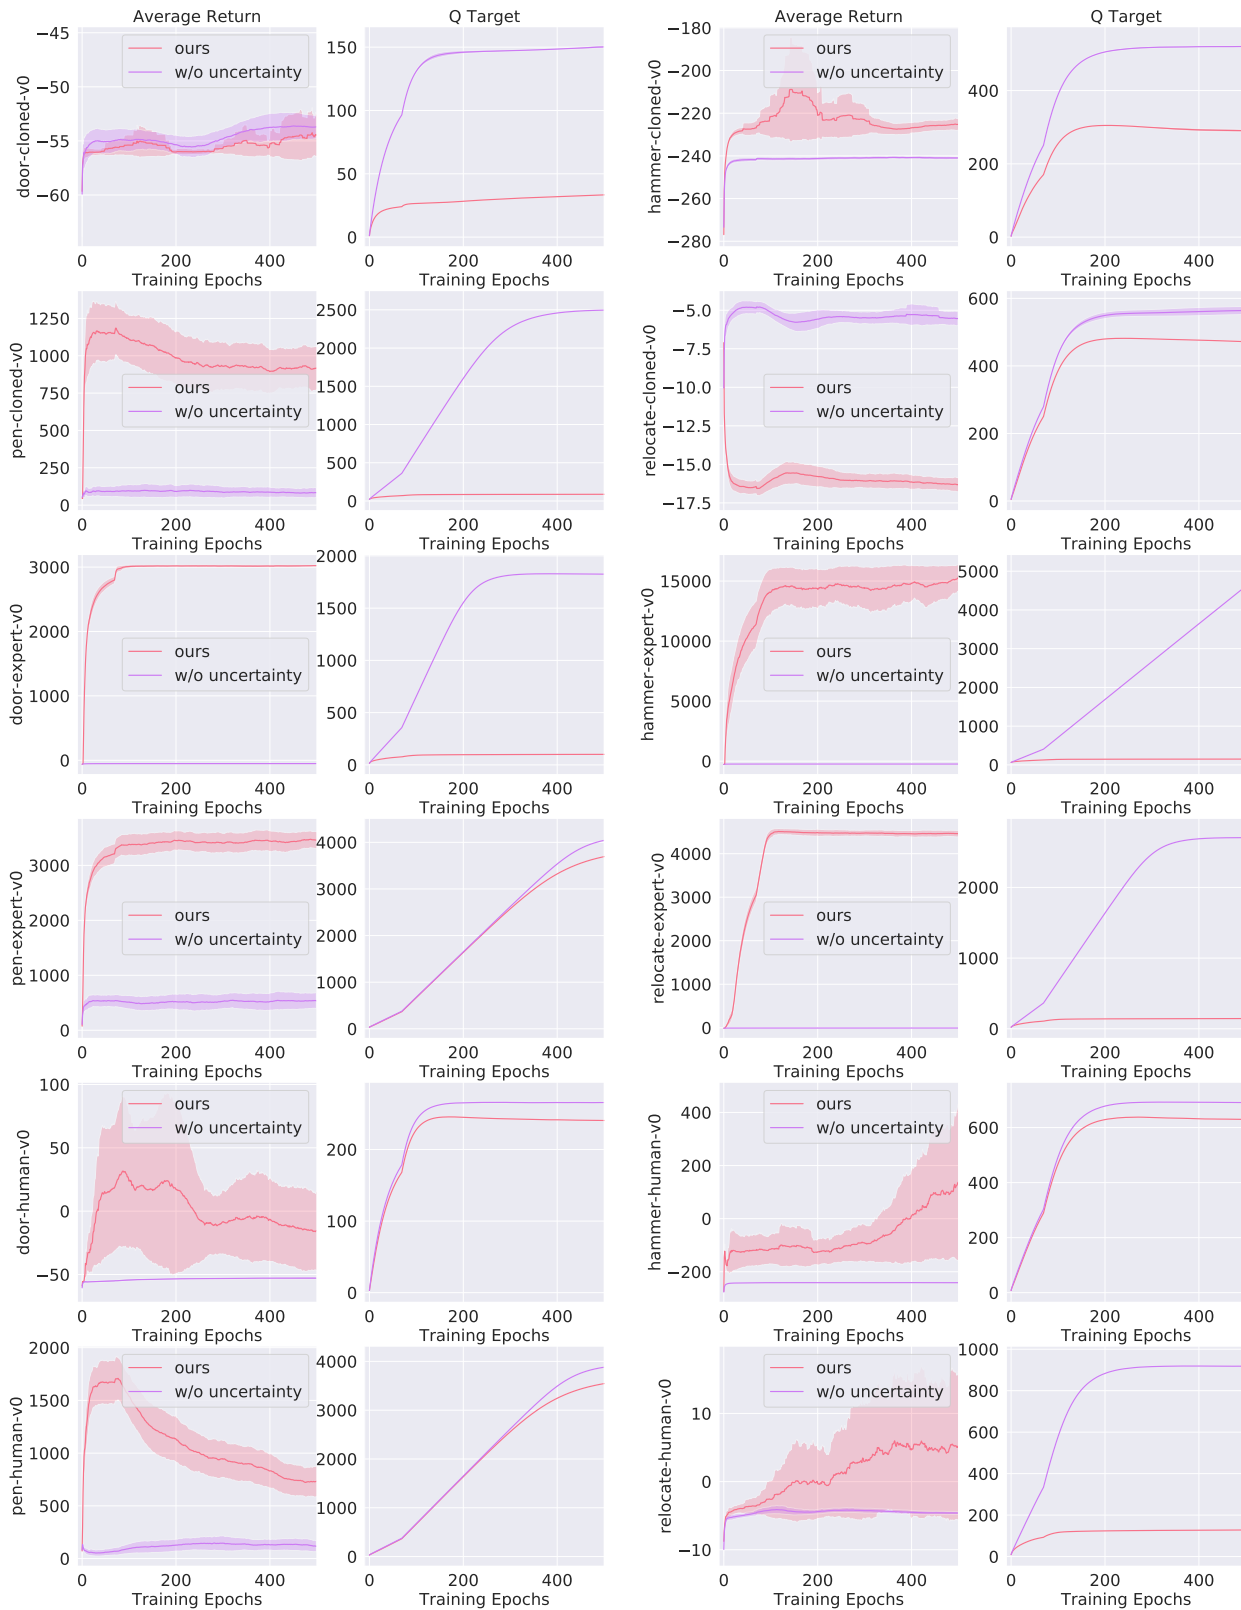 Average Return
Q Target
Average Return
Q Target
door-cloned-v0
−45
−50
−55
−60
ours
w/o uncertainty
0 200 400
Training Epochs
150
100
50
0
0 200 400
Training Epochs
hammer-cloned-v0
−180
−200
−220
−240
−260
−280
ours
w/o uncertainty
0 200 400
Training Epochs
400
200
0
0 200 400
Training Epochs
pen-cloned-v0
1250
1000
750
500
250
0
ours
w/o uncertainty
0 200 400
Training Epochs
2500
2000
1500
1000
500
0
0 200 400
Training Epochs
relocate-cloned-v0
−5.0
−7.5
−10.0
−12.5
−15.0
−17.5
ours
w/o uncertainty
0 200 400
Training Epochs
600
400
200
0
0 200 400
Training Epochs
door-expert-v0
3000
2000
1000
0
ours
w/o uncertainty
0 200 400
Training Epochs
2000
1500
1000
500
0
0 200 400
Training Epochs
hammer-expert-v0
15000
10000
5000
0
ours
w/o uncertainty
0 200 400
Training Epochs
5000
4000
3000
2000
1000
0
0 200 400
Training Epochs
pen-expert-v0
3000
2000
1000
0
ours
w/o uncertainty
0 200 400
Training Epochs
4000
3000
2000
1000
0
0 200 400
Training Epochs
relocate-expert-v0
4000
3000
2000
1000
0
ours
w/o uncertainty
0 200 400
Training Epochs
2000
1000
0
0 200 400
Training Epochs
door-human-v0
100
50
0
−50
ours
w/o uncertainty
0 200 400
Training Epochs
200
100
0
0 200 400
Training Epochs
hammer-human-v0
400
200
0
−200
ours
w/o uncertainty
0 200 400
Training Epochs
600
400
200
0
0 200 400
Training Epochs
pen-human-v0
2000
1500
1000
500
0
ours
w/o uncertainty
0 200 400
Training Epochs
4000
3000
2000
1000
0
0 200 400
Training Epochs
relocate-human-v0
10
0
−10
ours
w/o uncertainty
0 200 400
Training Epochs
1000
800
600
400
200
0
0 200 400
Training Epochs